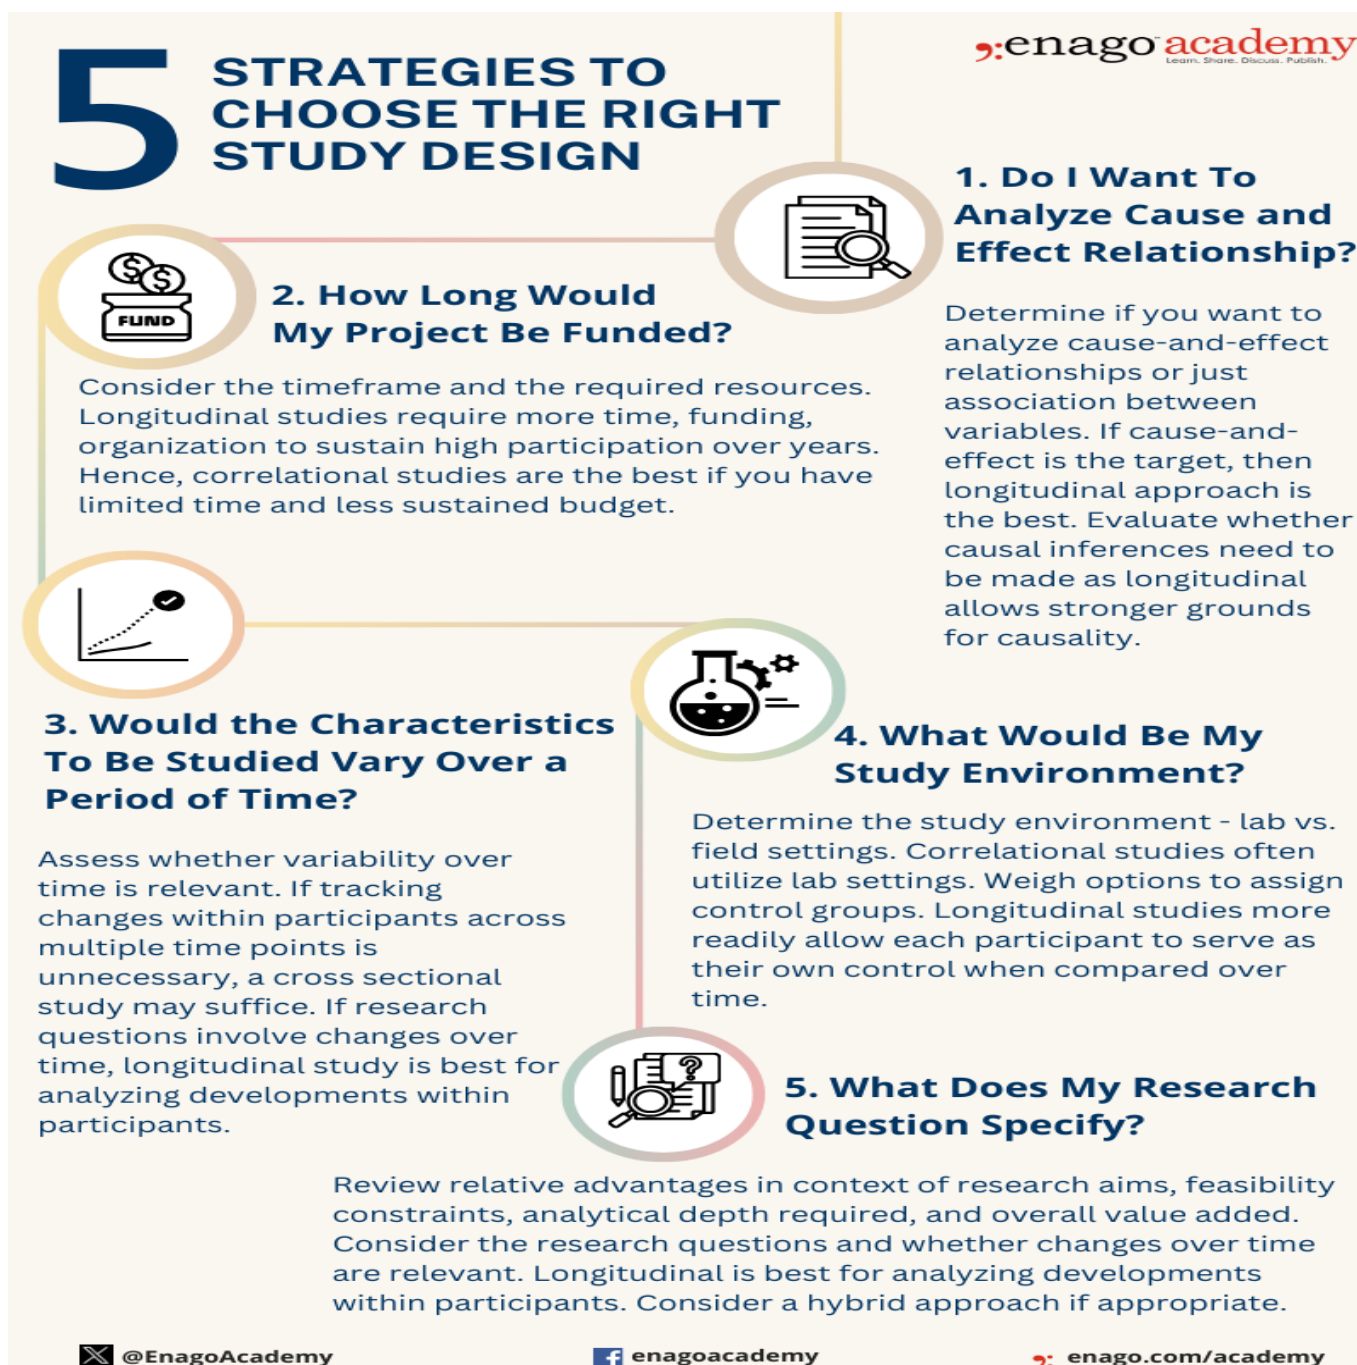 5
STRATEGIES TO
CHOOSE THE RIGHT
STUDY DESIGN
enago academy
Learn. Share. Discuss. Publish.
1. Do I Want To
Analyze Cause and
Effect Relationship?
Determine if you want to
analyze cause-and-effect
relationships or just
association between
variables. If cause-and-
effect is the target, then
longitudinal approach is
the best. Evaluate whether
causal inferences need to
be made as longitudinal
allows stronger grounds
for causality.
FUND
2. How Long Would
My Project Be Funded?
Consider the timeframe and the required resources.
Longitudinal studies require more time, funding,
organization to sustain high participation over years.
Hence, correlational studies are the best if you have
limited time and less sustained budget.
3. Would the Characteristics
To Be Studied Vary Over a
Period of Time?
Assess whether variability over
time is relevant. If tracking
changes within participants across
multiple time points is
unnecessary, a cross sectional
study may suffice. If research
questions involve changes over
time, longitudinal study is best for
analyzing developments within
participants.
4. What Would Be My
Study Environment?
Determine the study environment - lab vs.
field settings. Correlational studies often
utilize lab settings. Weigh options to assign
control groups. Longitudinal studies more
readily allow each participant to serve as
their own control when compared over
time.
?
5. What Does My Research
Question Specify?
Review relative advantages in context of research aims, feasibility
constraints, analytical depth required, and overall value added.
Consider the research questions and whether changes over time
are relevant. Longitudinal is best for analyzing developments
within participants. Consider a hybrid approach if appropriate.
@EnagoAcademy
enagoacademy
enago.com/academy